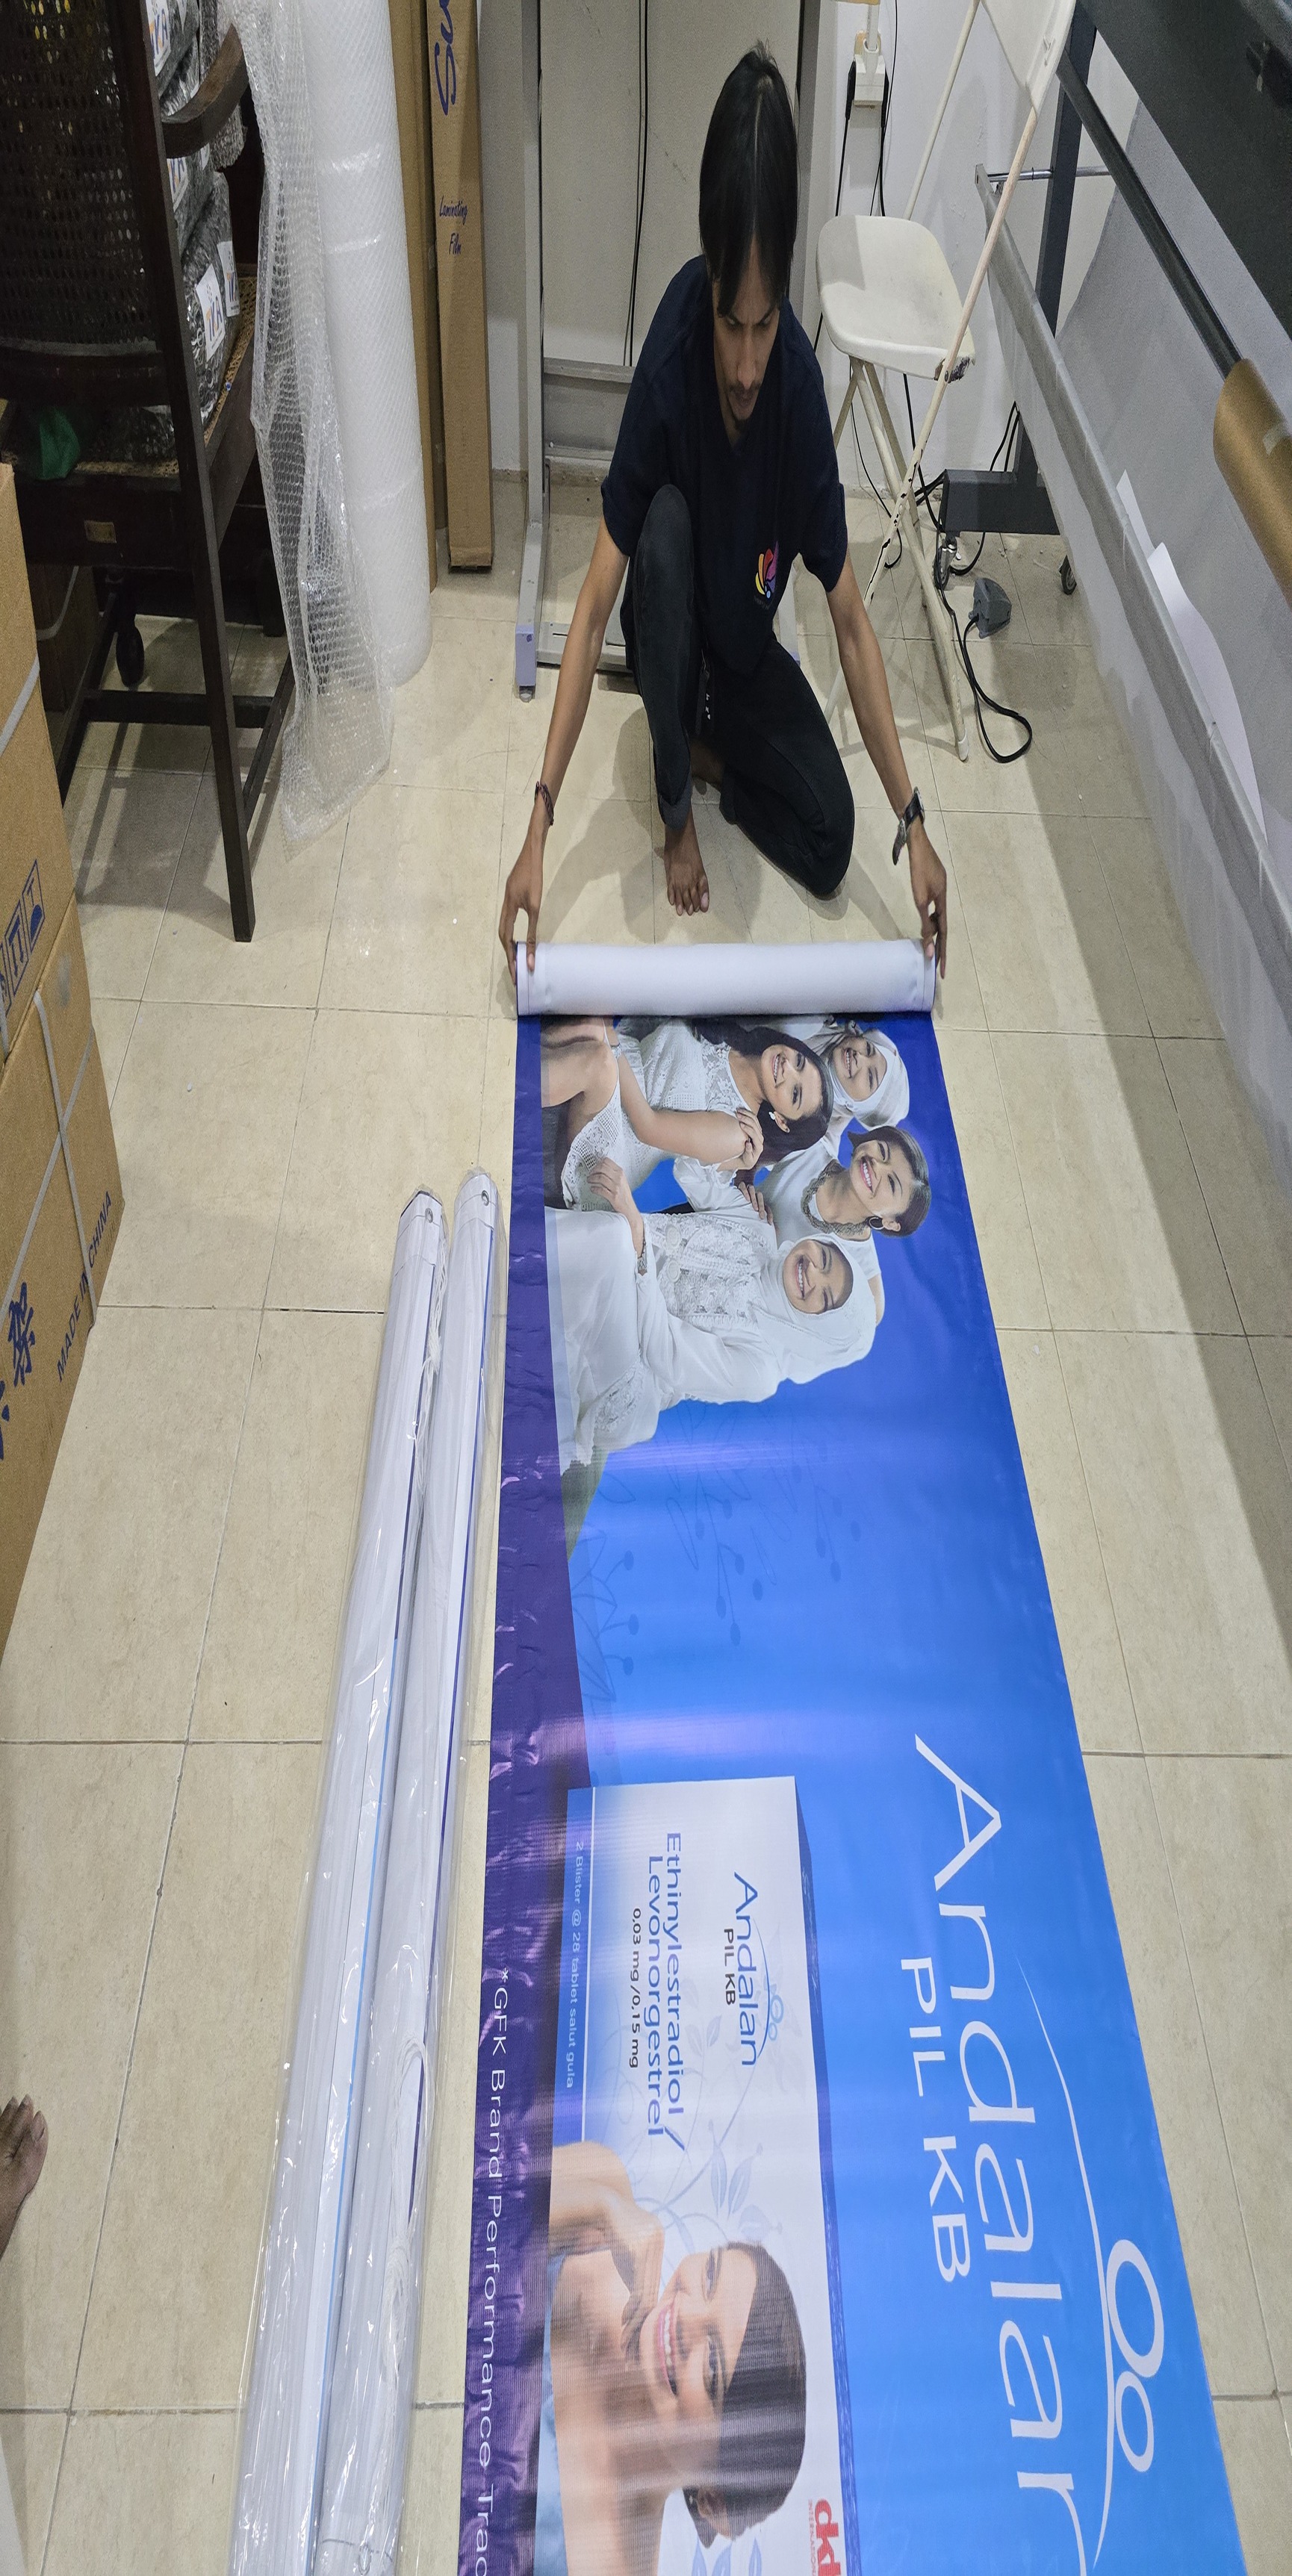 Laminating
Film
MADE IN CHINA
Andalan
PIL KB
Andalan
PIL KB
Ethinylestradiol /
Levonorgestrel
0,03 mg/0,15 mg
2 Blister @ 28 tablet salut gula
dkt
*GFK Brand Performance Trac